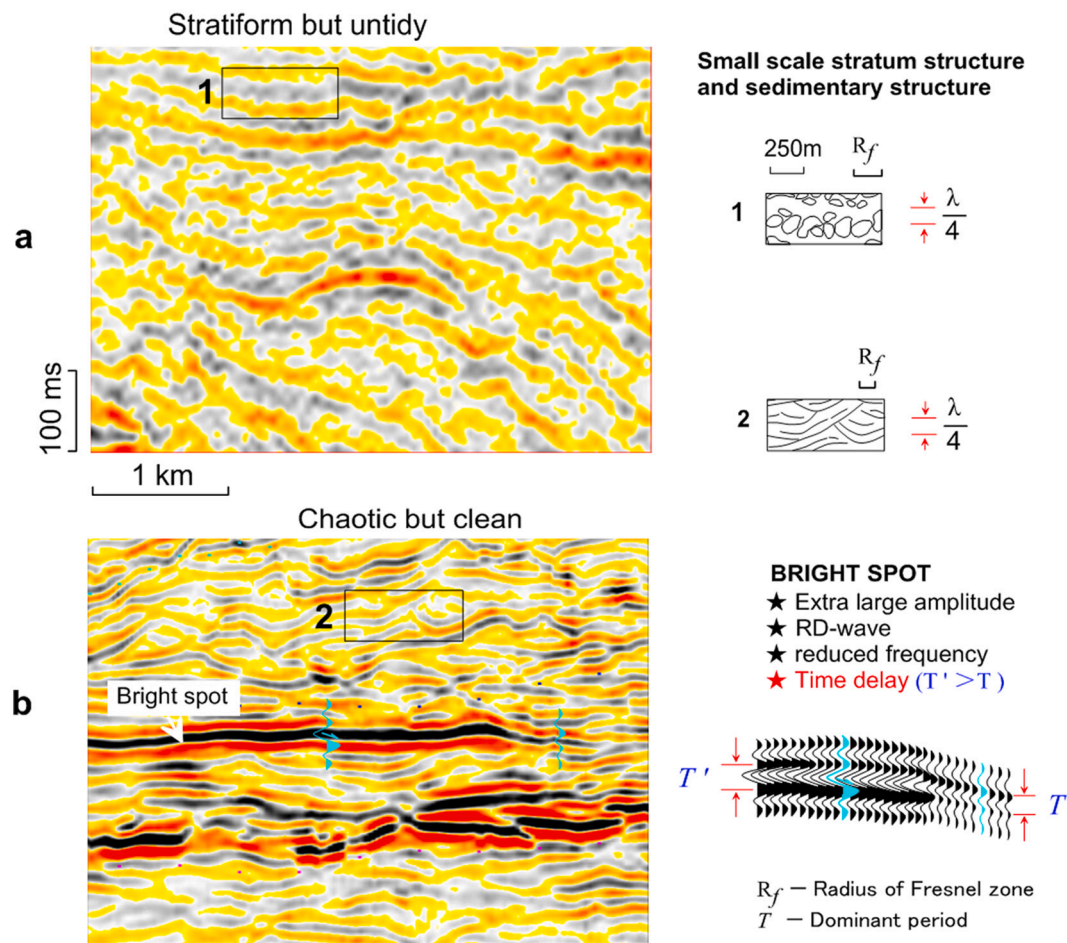 Stratiform but untidy
1
a
100 ms
1 km
Small scale stratum structure
and sedimentary structure
250m
Rf
1
λ
4
Rf
2
λ
4
Chaotic but clean
2
b
Bright spot
BRIGHT SPOT
★ Extra large amplitude
★ RD-wave
★ reduced frequency
★ Time delay (T' >T )
T'
T
Rf – Radius of Fresnel zone
T – Dominant period